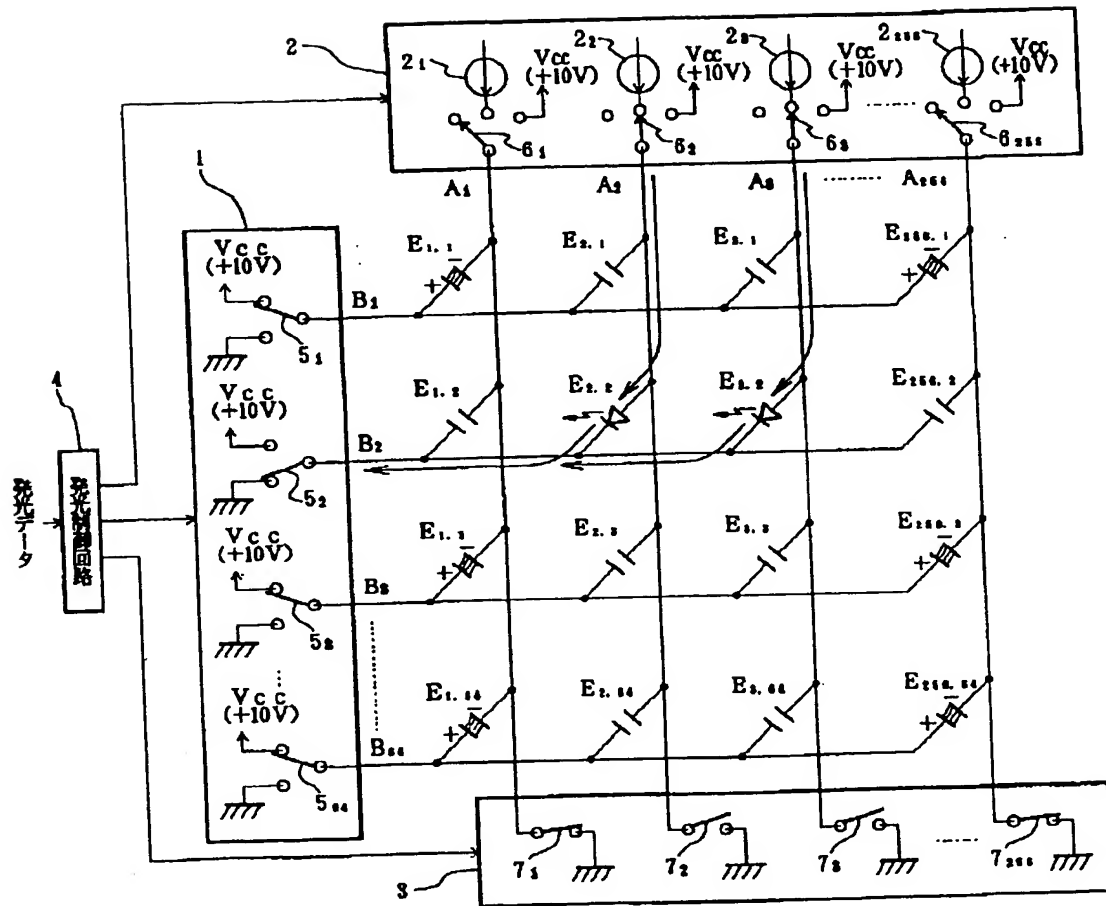 2
2₁
Vcc
(+10V)
2₂
Vcc
(+10V)
2₃
Vcc
(+10V)
2₂₅₆
Vcc
(+10V)
6₁
6₂
6₃
6₂₅₆
1
A₁
A₂
A₃
A₂₅₆
Vcc
(+10V)
B₁
5₁
E₁.₁
E₂.₁
E₃.₁
E₂₅₆.₁
+
−
+
−
4
発光データ
発光制御回路
Vcc
(+10V)
B₂
5₂
E₁.₂
E₂.₂
E₃.₂
E₂₅₆.₂
Vcc
(+10V)
B₃
5₃
E₁.₃
E₂.₃
E₃.₃
E₂₅₆.₃
+
−
+
−
Vcc
(+10V)
B₆₄
5₆₄
E₁.₆₄
E₂.₆₄
E₃.₆₄
E₂₅₆.₆₄
+
−
+
−
3
7₁
7₂
7₃
7₂₅₆